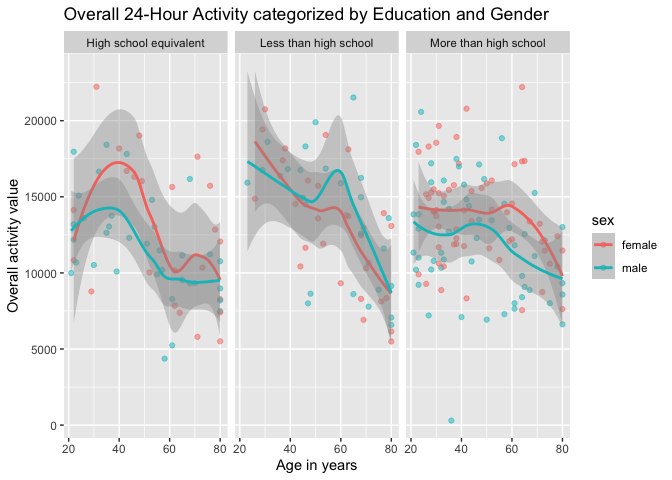 Overall 24-Hour Activity categorized by Education and Gender
High school equivalent
Less than high school
More than high school
20000
15000
10000
5000
0
Overall activity value
20 40 60 80
20 40 60 80
20 40 60 80
Age in years
sex
female
male